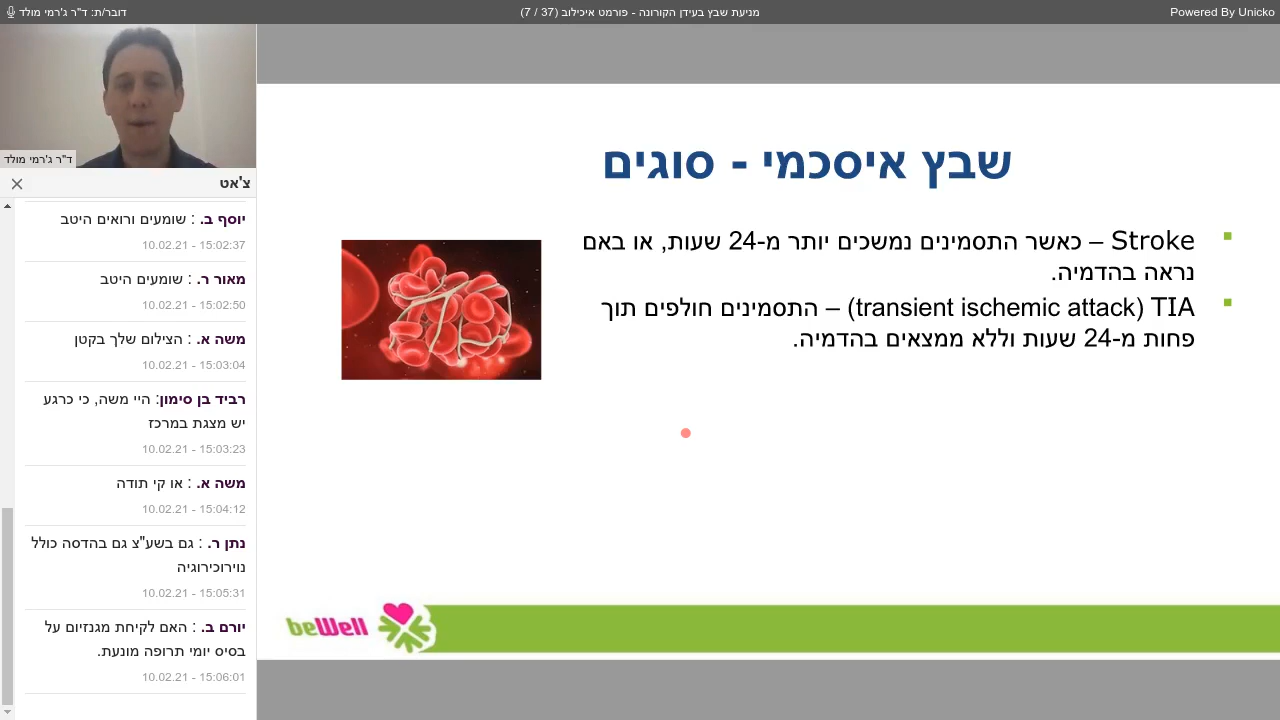 דובר/ת: ד"ר ג'רמי מולד
מניעת שבץ בעידן הקורונה - פורמט איכילוב (37 / 7)
Powered By Unicko
ד"ר ג'רמי מולד
צ'אט
יוסף ב. : שומעים ורואים היטב
10.02.21 - 15:02:37
מאור ר. : שומעים היטב
10.02.21 - 15:02:50
משה א. : הצילום שלך בקטן
10.02.21 - 15:03:04
רביד בן סימון: היי משה, כי כרגע
יש מצגת במרכז
10.02.21 - 15:03:23
משה א. : או קי תודה
10.02.21 - 15:04:12
נתן ר. : גם בשע"צ גם בהדסה כולל
נוירוכירוגיה
10.02.21 - 15:05:31
יורם ב. : האם לקיחת מגנזיום על
בסיס יומי תרופה מונעת.
10.02.21 - 15:06:01
שבץ איסכמי - סוגים
Stroke – כאשר התסמינים נמשכים יותר מ-24 שעות, או באם
נראה בהדמיה.
TIA (transient ischemic attack) – התסמינים חולפים תוך
פחות מ-24 שעות וללא ממצאים בהדמיה.
beWell